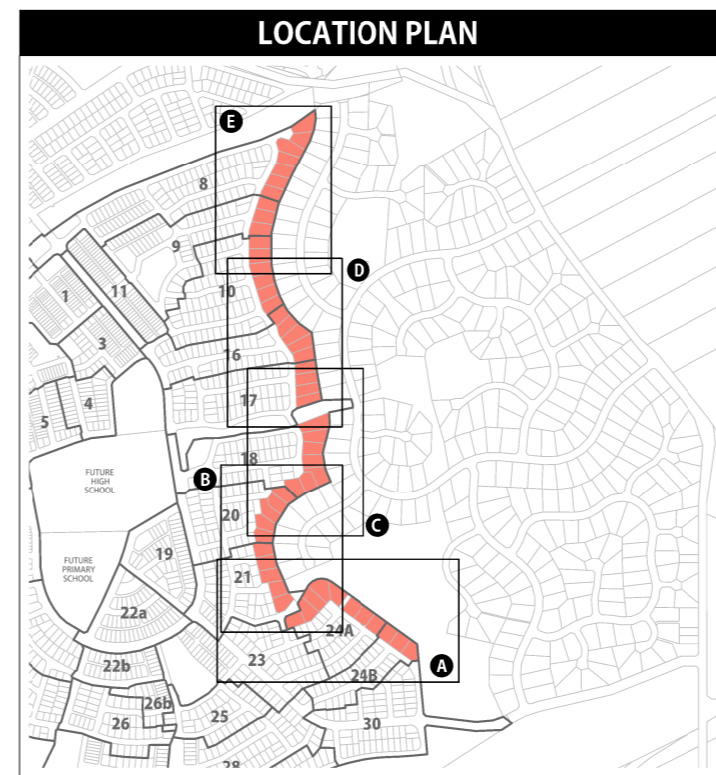 LOCATION PLAN
E
8
9
D
1
11
10
3
16
4
17
5
18
B
FUTURE
HIGH
SCHOOL
20
C
19
FUTURE
PRIMARY
SCHOOL
21
22a
24A
23
A
22b
24B
26b
25
26
30
28